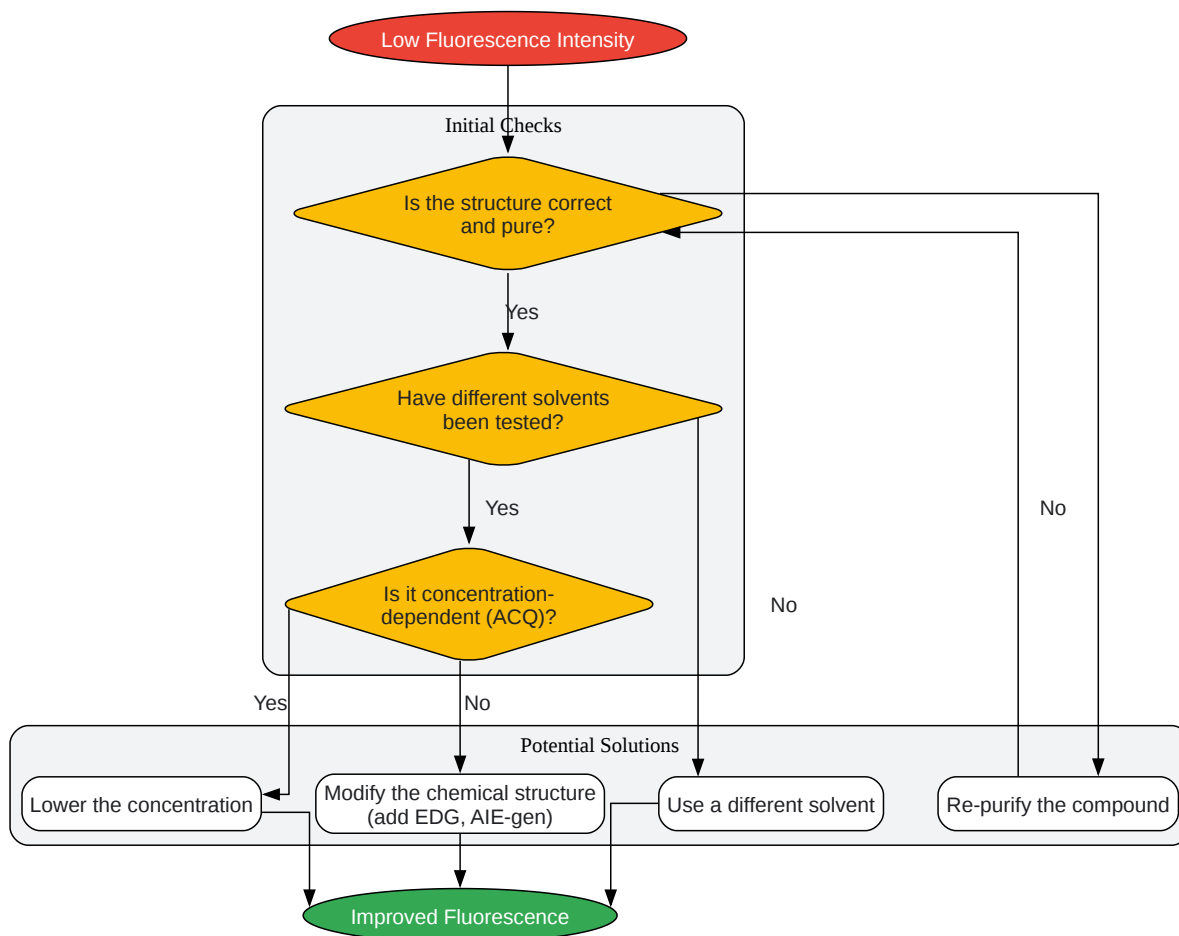 Low Fluorescence Intensity
Initial Checks
Is the structure correct
and pure?
Yes
Have different solvents
been tested?
Yes
No
Is it concentration-
dependent (ACQ)?
No
Yes
No
Potential Solutions
Lower the concentration
Modify the chemical structure
(add EDG, AIE-gen)
Use a different solvent
Re-purify the compound
Improved Fluorescence